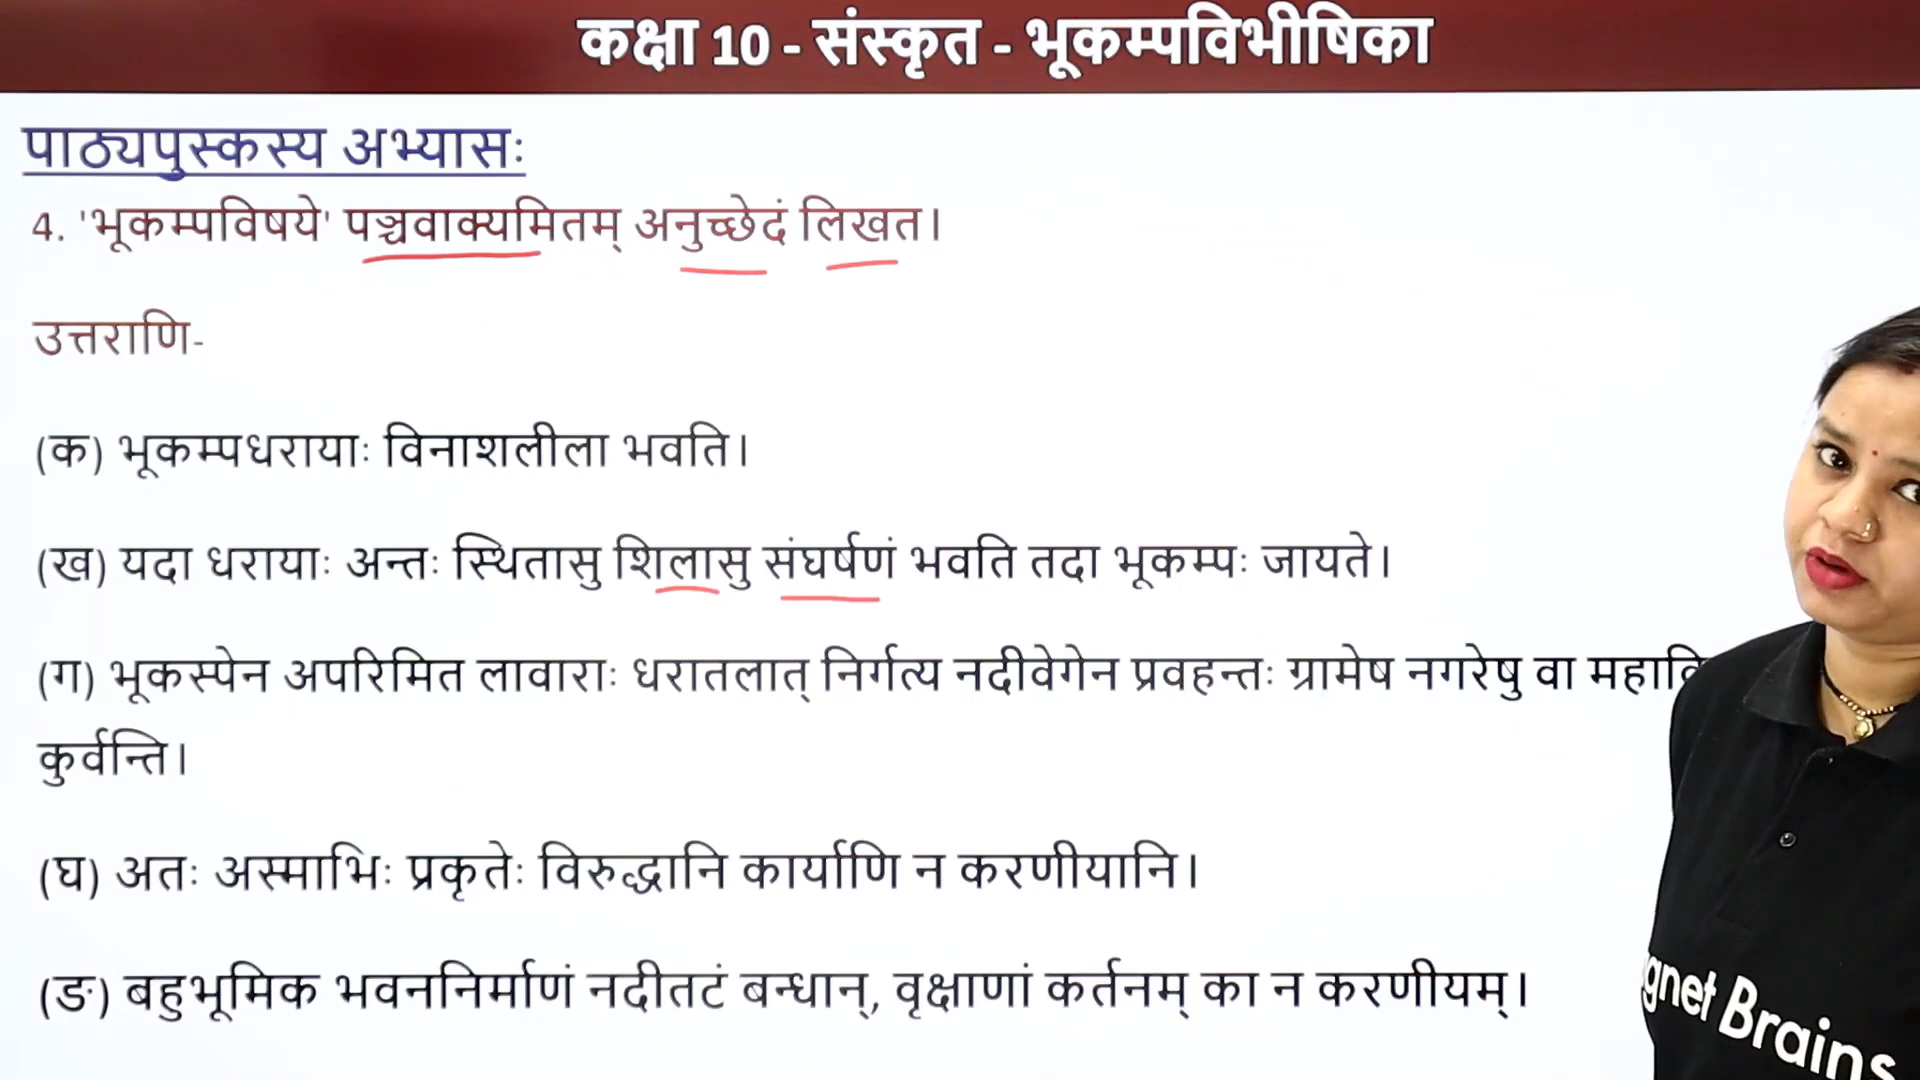 कक्षा 10 - संस्कृत - भूकम्पविभीषिका
पाठ्यपुस्कस्य अभ्यासः
4. 'भूकम्पविषये' पञ्चवाक्यमितम् अनुच्छेदं लिखत।
उत्तराणि-
(क) भूकम्पधरायाः विनाशलीला भवति।
(ख) यदा धरायाः अन्तः स्थितासु शिलासु संघर्षणं भवति तदा भूकम्पः जायते।
(ग) भूकस्पेन अपरिमित लावाराः धरातलात् निर्गत्य नदीवेगेन प्रवहन्तः ग्रामेष नगरेषु वा
कुर्वन्ति।
(घ) अतः अस्माभिः प्रकृतेः विरुद्धानि कार्याणि न करणीयानि।
(ङ) बहुभूमिक भवननिर्माणं नदीतटं बन्धान्, वृक्षाणां कर्तनम् का न करणीयम्।
gnet Brains